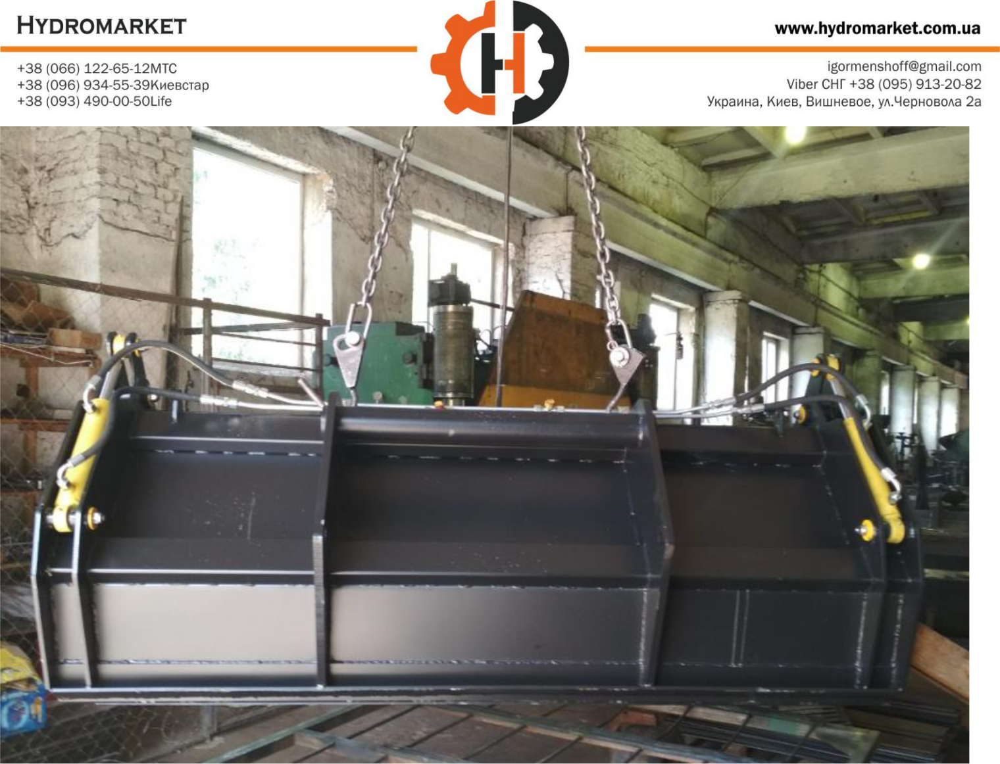 HYDROMARKET
www.hydromarket.com.ua
+38 (066) 122-65-12МТС
+38 (096) 934-55-39Киевстар
+38 (093) 490-00-50Life
H
igormenshoff@gmail.com
Viber СНГ +38 (095) 913-20-82
Украина, Киев, Вишневое, ул.Черновола 2а